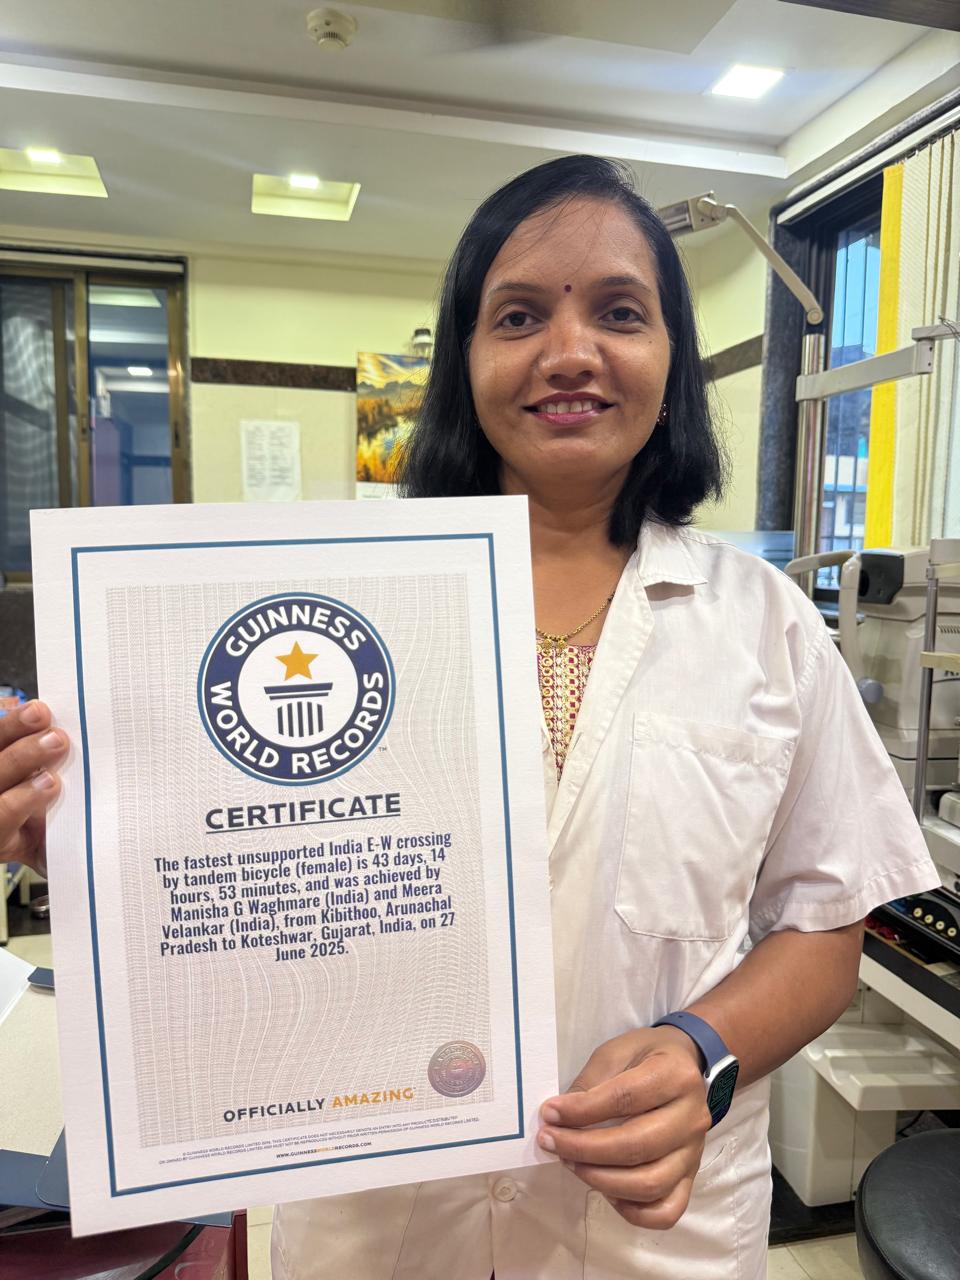 GUINNESS
WORLD RECORDS
™
CERTIFICATE
The fastest unsupported India E-W crossing
by tandem bicycle (female) is 43 days, 14
hours, 53 minutes, and was achieved by
Manisha G Waghmare (India) and Meera
Velankar (India), from Kibithoo, Arunachal
Pradesh to Koteshwar, Gujarat, India, on 27
June 2025.
OFFICIALLY AMAZING
WWW.GUINNESSWORLDRECORDS.COM